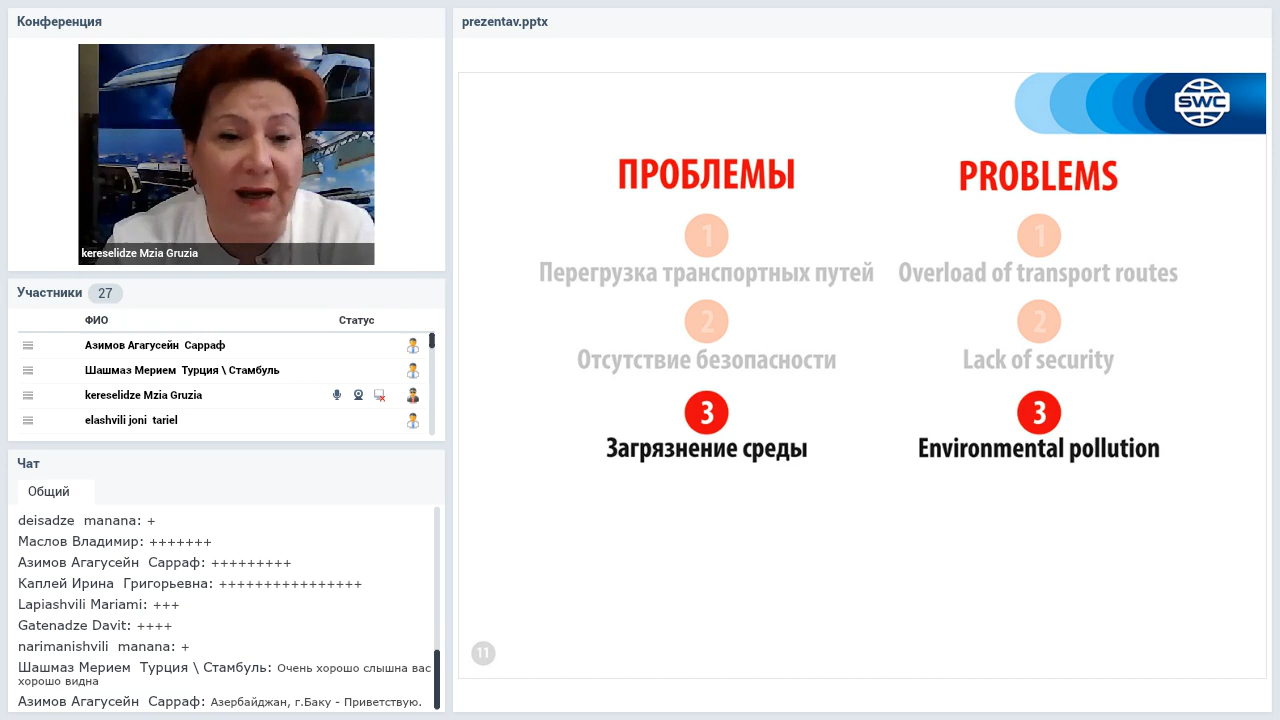 Конференция
kereselidze Mzia Gruzia
Участники 27
ФИО Статус
Азимов Агагусейн Сарраф
Шашмаз Мерием Турция \ Стамбуль
kereselidze Mzia Gruzia
elashvili joni tariel
Чат
Общий
deisadze manana: +
Маслов Владимир: +++++++
Азимов Агагусейн Сарраф: +++++++++
Каплей Ирина Григорьевна: ++++++++++++++++
Lapiashvili Mariami: +++
Gatenadze Davit: ++++
narimanishvili manana: +
Шашмаз Мерием Турция \ Стамбуль: Очень хорошо слышна вас
хорошо видна
Азимов Агагусейн Сарраф: Азербайджан, г.Баку - Приветствую.
prezentav.pptx
SWC
ПРОБЛЕМЫ
1
Перегрузка транспортных путей
2
Отсутствие безопасности
3
Загрязнение среды
PROBLEMS
1
Overload of transport routes
2
Lack of security
3
Environmental pollution
11